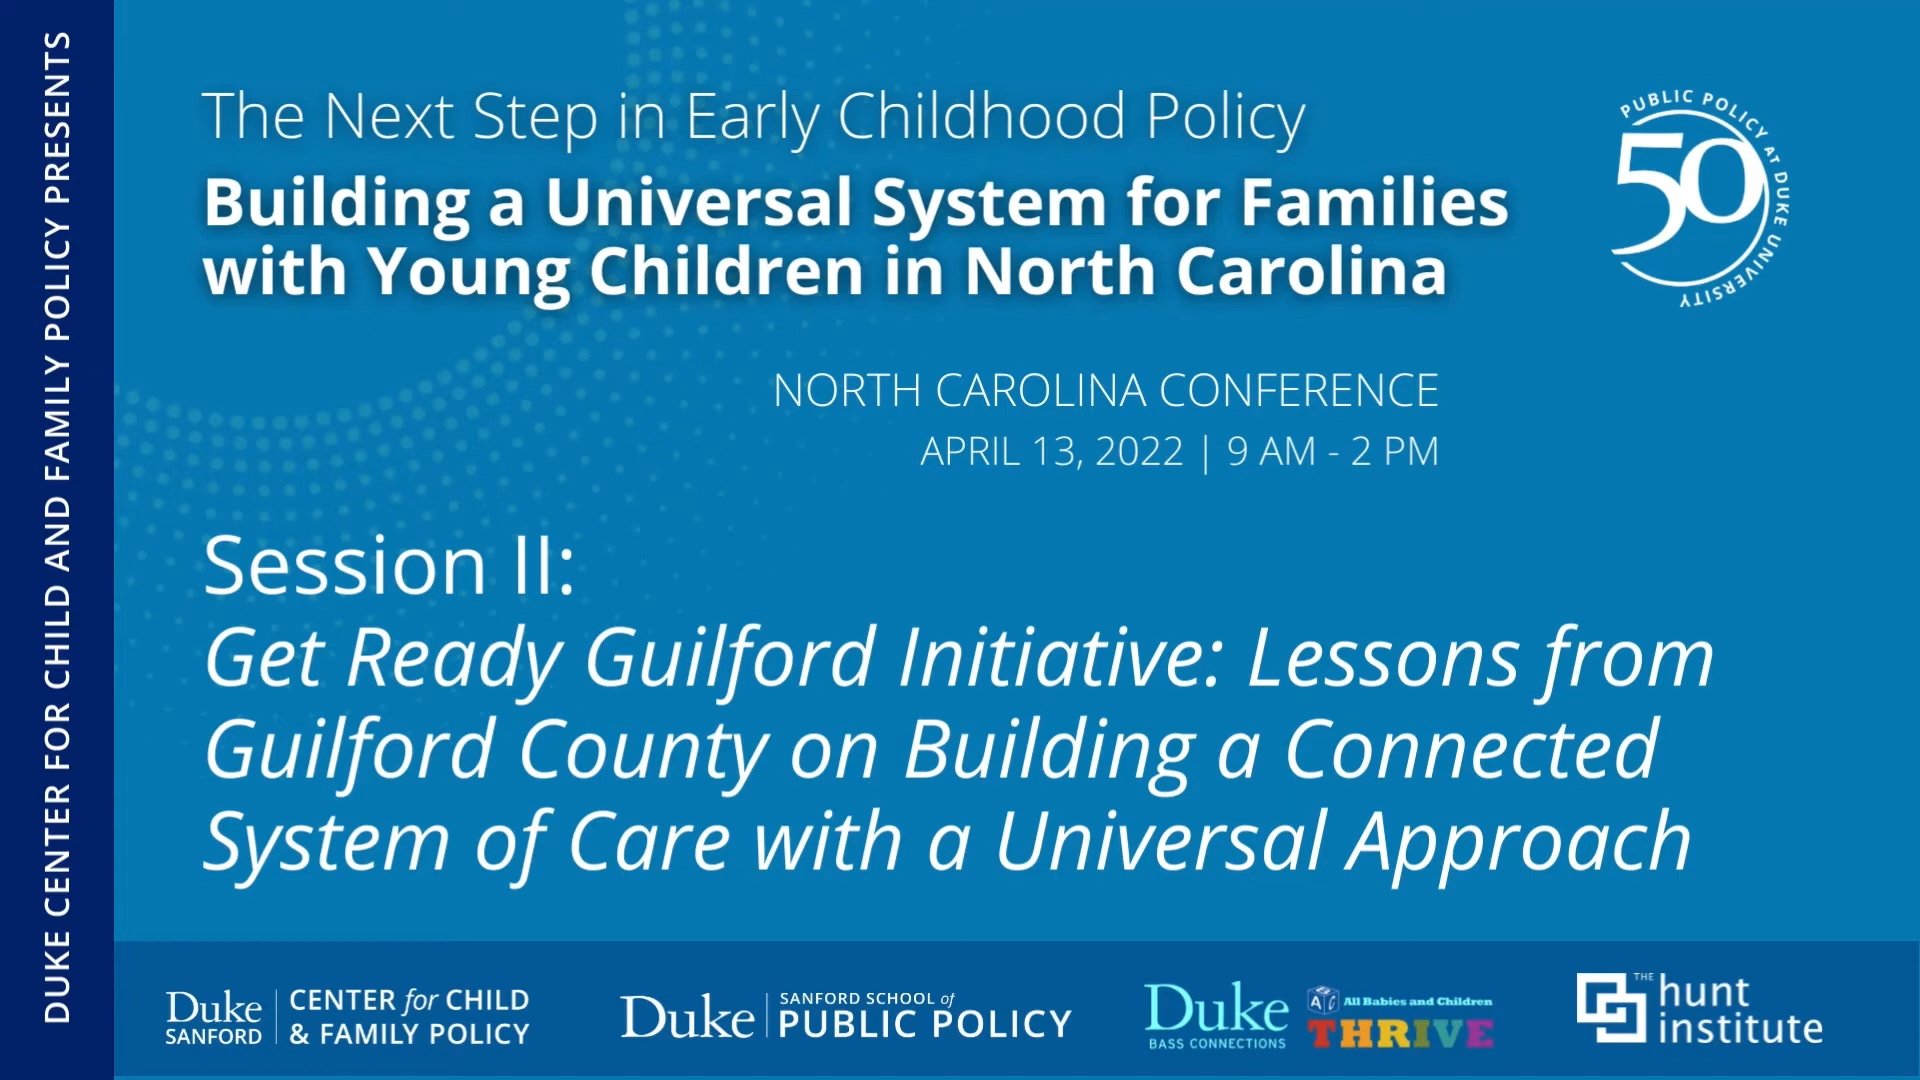 DUKE CENTER FOR CHILD AND FAMILY POLICY PRESENTS
The Next Step in Early Childhood Policy
Building a Universal System for Families
with Young Children in North Carolina
PUBLIC POLICY AT DUKE UNIVERSITY
50
NORTH CAROLINA CONFERENCE
APRIL 13, 2022 | 9 AM - 2 PM
Session II:
Get Ready Guilford Initiative: Lessons from
Guilford County on Building a Connected
System of Care with a Universal Approach
Duke
SANFORD
CENTER for CHILD
& FAMILY POLICY
Duke
SANFORD SCHOOL of
PUBLIC POLICY
Duke
BASS CONNECTIONS
ABC
All Babies and Children
THRIVE
THE
hunt
institute